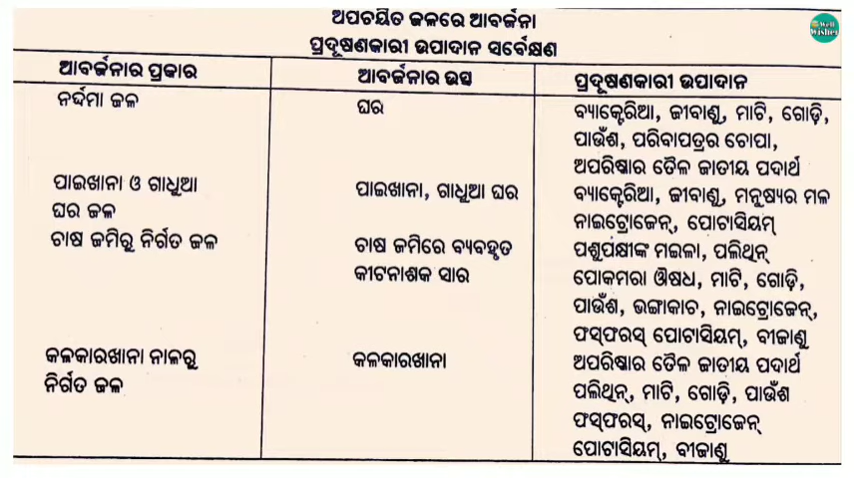 ଅପଚୟିତ ଜଳରେ ଆବର୍ଜନା
Well Wisher
ପ୍ରଦୂଷଣକାରୀ ଉପାଦାନ ସର୍ବେକ୍ଷଣ
ଆବର୍ଜନାର ପ୍ରକାର ଆବର୍ଜନାର ଉତ୍ସ ପ୍ରଦୂଷଣକାରୀ ଉପାଦାନ
ନର୍ଦ୍ଦମା ଜଳ ଘର ବ୍ୟାକ୍ଟେରିଆ, ଜୀବାଣୁ, ମାଟି, ଗୋଡ଼ି,
ପାଉଁଶ, ପରିବାପତ୍ରର ଚୋପା,
ଅପରିଷ୍କାର ତୈଳ ଜାତୀୟ ପଦାର୍ଥ
ପାଇଖାନା ଓ ଗାଧୁଆ ପାଇଖାନା, ଗାଧୁଆ ଘର ବ୍ୟାକ୍ଟେରିଆ, ଜୀବାଣୁ, ମନୁଷ୍ୟର ମଳ
ଘର ଜଳ ନାଇଟ୍ରୋଜେନ୍, ପୋଟାସିୟମ୍
ଚାଷ ଜମିରୁ ନିର୍ଗତ ଜଳ ଚାଷ ଜମିରେ ବ୍ୟବହୃତ ପଶୁପକ୍ଷୀଙ୍କ ମଇଳା, ପଲିଥିନ୍
କୀଟନାଶକ ସାର ପୋକମରା ଔଷଧ, ମାଟି, ଗୋଡ଼ି,
ପାଉଁଶ, ଭଙ୍ଗାକାଚ, ନାଇଟ୍ରୋଜେନ୍,
ଫସ୍‌ଫରସ୍ ପୋଟାସିୟମ୍, ବୀଜାଣୁ
କଳକାରଖାନା ନାଳରୁ କଳକାରଖାନା ଅପରିଷ୍କାର ତୈଳ ଜାତୀୟ ପଦାର୍ଥ
ନିର୍ଗତ ଜଳ ପଲିଥିନ୍, ମାଟି, ଗୋଡ଼ି, ପାଉଁଶ
ଫସ୍‌ଫରସ୍, ନାଇଟ୍ରୋଜେନ୍
ପୋଟାସିୟମ୍, ବୀଜାଣୁ